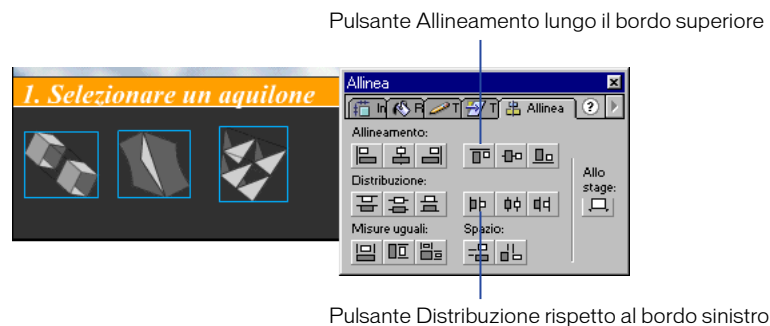 Pulsante Allineamento lungo il bordo superiore
1. Selezionare un aquilone
Allinea
In R T T Allinea ?
Allineamento:
Distribuzione:
Allo
stage:
Misure uguali: Spazio:
Pulsante Distribuzione rispetto al bordo sinistro